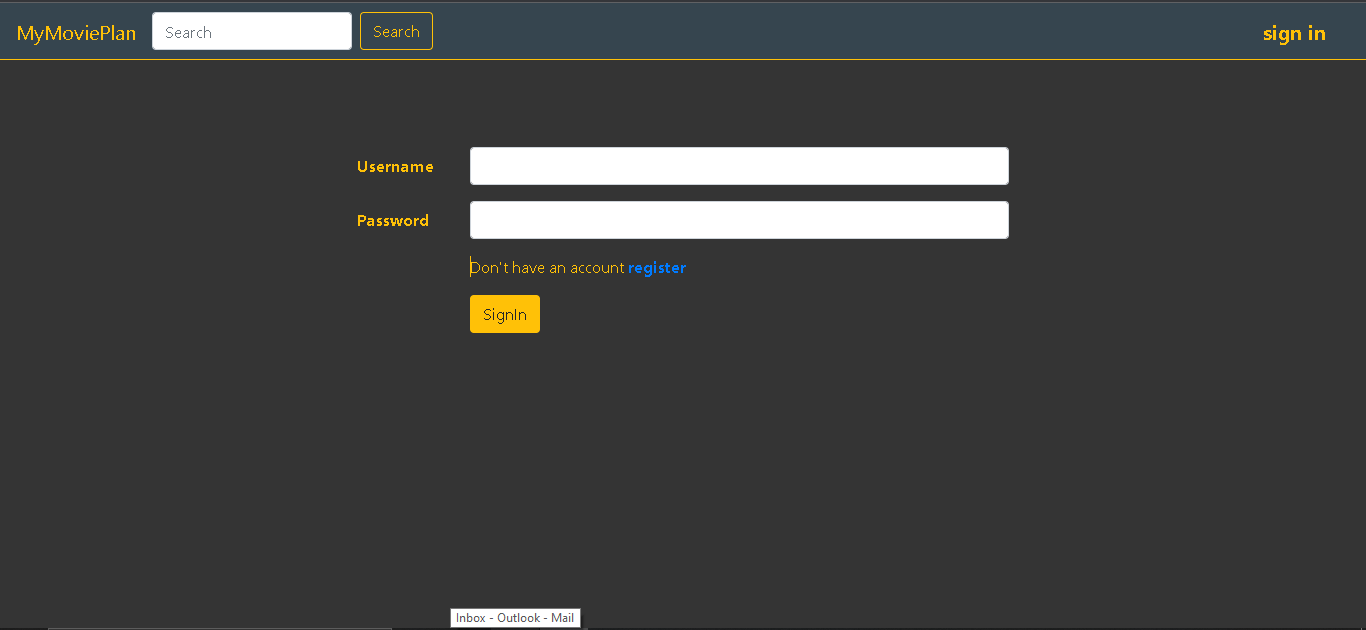 MyMoviePlan Search Search sign in
Username
Password
Don't have an account register
SignIn
Inbox - Outlook - Mail